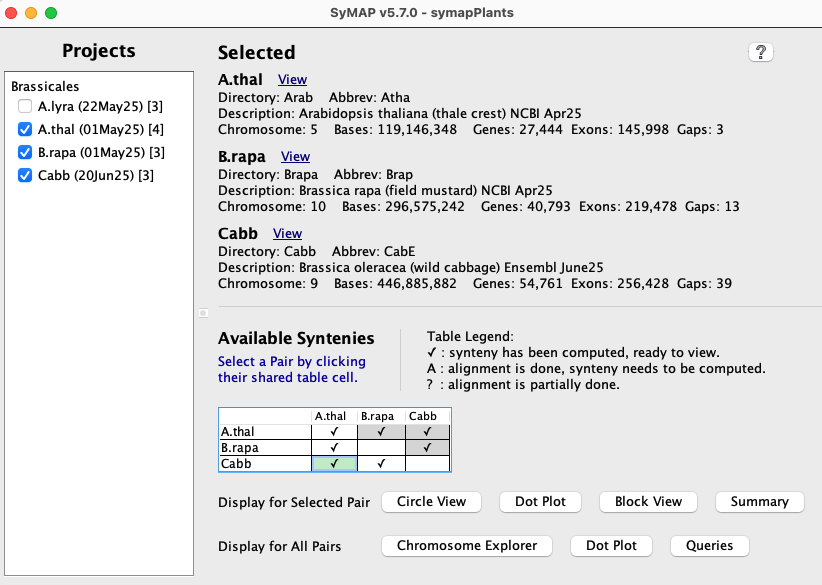 SyMAP v5.7.0 - symapPlants
Projects
Brassicales
A.lyra (22May25) [3]
A.thal (01May25) [4]
B.rapa (01May25) [3]
Cabb (20Jun25) [3]
Selected
?
A.thal View
Directory: Arab Abbrev: Atha
Description: Arabidopsis thaliana (thale crest) NCBI Apr25
Chromosome: 5 Bases: 119,146,348 Genes: 27,444 Exons: 145,998 Gaps: 3
B.rapa View
Directory: Brapa Abbrev: Brap
Description: Brassica rapa (field mustard) NCBI Apr25
Chromosome: 10 Bases: 296,575,242 Genes: 40,793 Exons: 219,478 Gaps: 13
Cabb View
Directory: Cabb Abbrev: CabE
Description: Brassica oleracea (wild cabbage) Ensembl June25
Chromosome: 9 Bases: 446,885,882 Genes: 54,761 Exons: 256,428 Gaps: 39
Available Syntenies
Select a Pair by clicking
their shared table cell.
Table Legend:
✓ : synteny has been computed, ready to view.
A : alignment is done, synteny needs to be computed.
? : alignment is partially done.
A.thal B.rapa Cabb
A.thal ✓ ✓ ✓
B.rapa ✓ ✓
Cabb ✓ ✓
Display for Selected Pair Circle View Dot Plot Block View Summary
Display for All Pairs Chromosome Explorer Dot Plot Queries